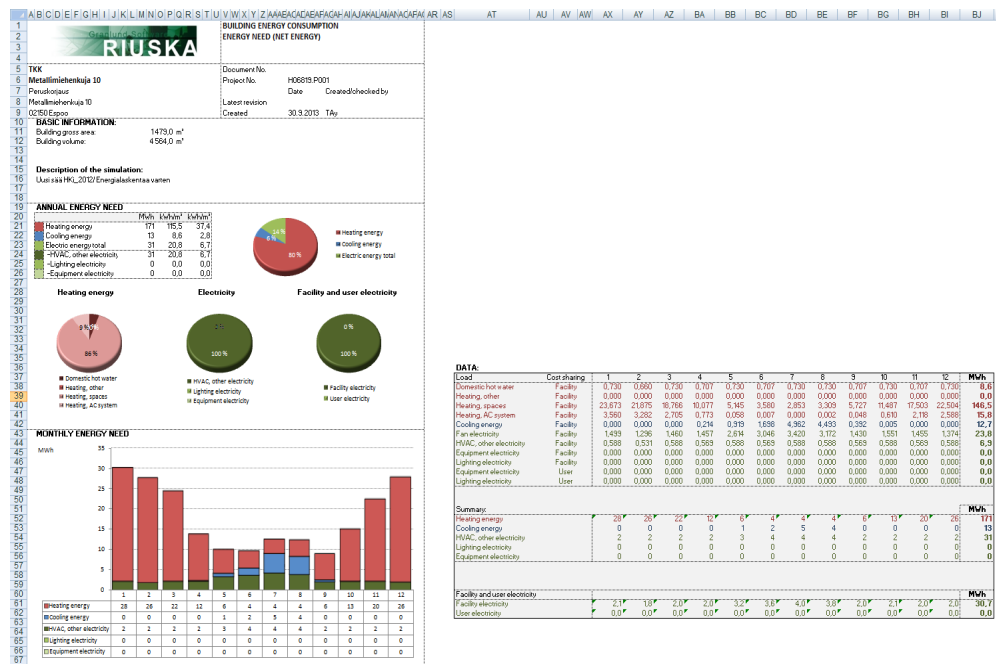 Granlund Software
RIUSKA
BUILDING ENERGY CONSUMPTION
ENERGY NEED (NET ENERGY)
TKK
Metallimiehenkuja 10
Peruskorjaus
Metallimiehenkuja 10
02150 Espoo
Document No.
Project No. H06819.P001
Date Created/checked by
Latest revision
Created 30.9.2013 TAy
BASIC INFORMATION:
Building gross area: 1479,0 m²
Building volume: 4 564,0 m³
Description of the simulation:
Uusi sää HKi_2012/ Energialaskentaa varten
ANNUAL ENERGY NEED
MWh kWh/m² kWh/m³
Heating energy 171 115,5 37,4
Cooling energy 13 8,6 2,8
Electric energy total 31 20,8 6,7
-HVAC, other electricity 31 20,8 6,7
-Lighting electricity 0 0,0 0,0
-Equipment electricity 0 0,0 0,0
14 %
6 %
80 %
Heating energy
Cooling energy
Electric energy total
Heating energy
Electricity
Facility and user electricity
9 %
5%
86 %
100 %
0 %
100 %
Domestic hot water
Heating, other
Heating, spaces
Heating, AC system
HVAC, other electricity
Lighting electricity
Equipment electricity
Facility electricity
User electricity
MONTHLY ENERGY NEED
MWh
35
30
25
20
15
10
5
0
1 2 3 4 5 6 7 8 9 10 11 12
Heating energy 28 26 22 12 6 4 4 4 6 13 20 26
Cooling energy 0 0 0 0 1 2 5 4 0 0 0 0
HVAC, other electricity 2 2 2 2 3 4 4 4 2 2 2 2
Lighting electricity 0 0 0 0 0 0 0 0 0 0 0 0
Equipment electricity 0 0 0 0 0 0 0 0 0 0 0 0
DATA:
Load Cost sharing 1 2 3 4 5 6 7 8 9 10 11 12 MWh
Domestic hot water Facility 0,730 0,660 0,730 0,707 0,730 0,707 0,730 0,730 0,707 0,730 0,707 0,730 8,6
Heating, other Facility 0,000 0,000 0,000 0,000 0,000 0,000 0,000 0,000 0,000 0,000 0,000 0,000 0,0
Heating, spaces Facility 23,673 21,875 18,766 10,077 5,145 3,580 2,853 3,309 5,727 11,487 17,503 22,504 146,5
Heating, AC system Facility 3,560 3,282 2,705 0,773 0,058 0,007 0,000 0,002 0,048 0,610 2,118 2,588 15,8
Cooling energy Facility 0,000 0,000 0,000 0,214 0,919 1,698 4,962 4,493 0,392 0,005 0,000 0,000 12,7
Fan electricity Facility 1,499 1,296 1,460 1,457 2,614 3,046 3,420 3,172 1,430 1,551 1,455 1,374 23,8
HVAC, other electricity Facility 0,588 0,531 0,588 0,569 0,588 0,569 0,588 0,588 0,569 0,588 0,569 0,588 6,9
Equipment electricity Facility 0,000 0,000 0,000 0,000 0,000 0,000 0,000 0,000 0,000 0,000 0,000 0,000 0,0
Lighting electricity Facility 0,000 0,000 0,000 0,000 0,000 0,000 0,000 0,000 0,000 0,000 0,000 0,000 0,0
Equipment electricity User 0,000 0,000 0,000 0,000 0,000 0,000 0,000 0,000 0,000 0,000 0,000 0,000 0,0
Lighting electricity User 0,000 0,000 0,000 0,000 0,000 0,000 0,000 0,000 0,000 0,000 0,000 0,000 0,0
Summary: MWh
Heating energy 28 26 22 12 6 4 4 4 6 13 20 26 171
Cooling energy 0 0 0 0 1 2 5 4 0 0 0 0 13
HVAC, other electricity 2 2 2 2 3 4 4 4 2 2 2 2 31
Lighting electricity 0 0 0 0 0 0 0 0 0 0 0 0 0
Equipment electricity 0 0 0 0 0 0 0 0 0 0 0 0 0
Facility and user electricity MWh
Facility electricity 2,1 1,8 2,0 2,0 3,2 3,6 4,0 3,8 2,0 2,1 2,0 2,0 30,7
User electricity 0,0 0,0 0,0 0,0 0,0 0,0 0,0 0,0 0,0 0,0 0,0 0,0 0,0